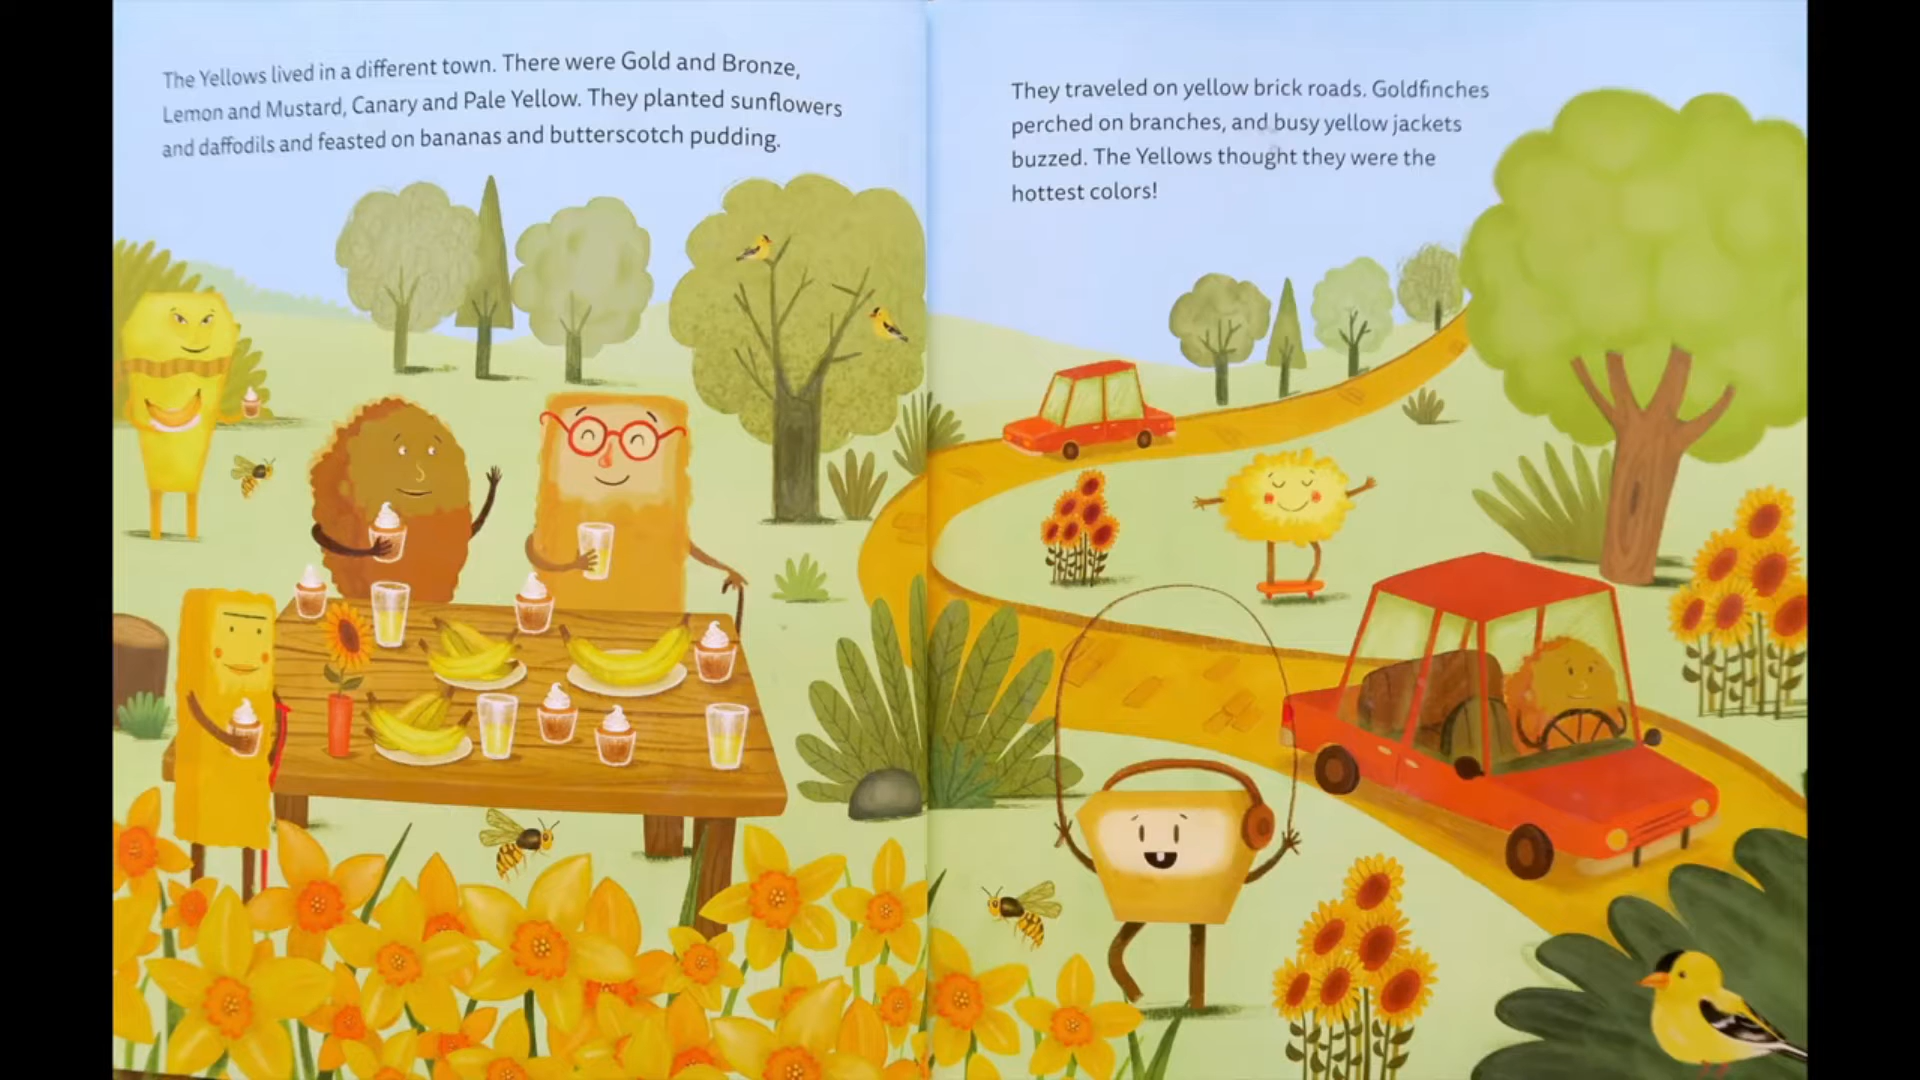 The Yellows lived in a different town. There were Gold and Bronze,
Lemon and Mustard, Canary and Pale Yellow. They planted sunflowers
and daffodils and feasted on bananas and butterscotch pudding.
They traveled on yellow brick roads. Goldfinches
perched on branches, and busy yellow jackets
buzzed. The Yellows thought they were the
hottest colors!